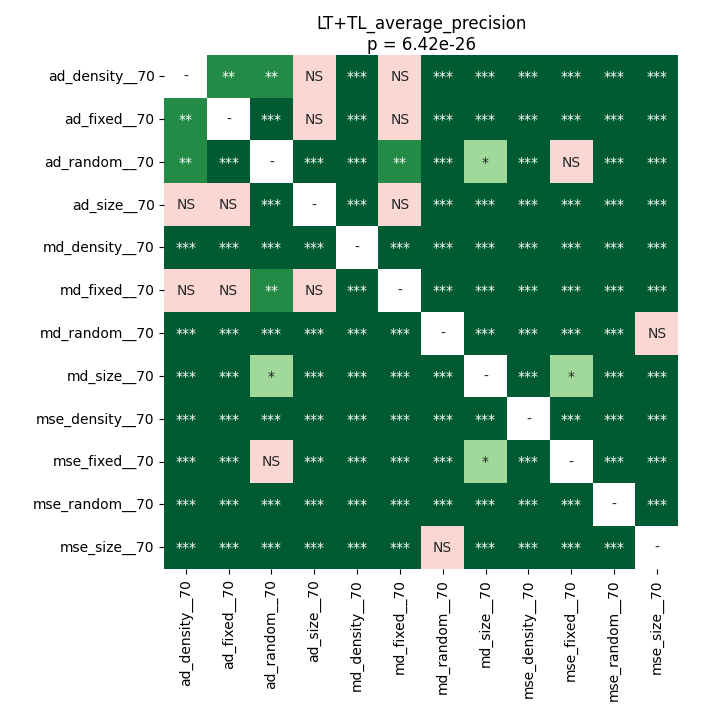 LT+TL_average_precision
p = 6.42e-26
ad_density__70 - ** ** NS *** NS *** *** *** *** *** ***
ad_fixed__70 ** - *** NS *** NS *** *** *** *** *** ***
ad_random__70 ** *** - *** *** ** *** * *** NS *** ***
ad_size__70 NS NS *** - *** NS *** *** *** *** *** ***
md_density__70 *** *** *** *** - *** *** *** *** *** *** ***
md_fixed__70 NS NS ** NS *** - *** *** *** *** *** ***
md_random__70 *** *** *** *** *** *** - *** *** *** *** NS
md_size__70 *** *** * *** *** *** *** - *** * *** ***
mse_density__70 *** *** *** *** *** *** *** *** - *** *** ***
mse_fixed__70 *** *** NS *** *** *** *** * *** - *** ***
mse_random__70 *** *** *** *** *** *** *** *** *** *** - ***
mse_size__70 *** *** *** *** *** *** NS *** *** *** *** -
ad_density__70
ad_fixed__70
ad_random__70
ad_size__70
md_density__70
md_fixed__70
md_random__70
md_size__70
mse_density__70
mse_fixed__70
mse_random__70
mse_size__70